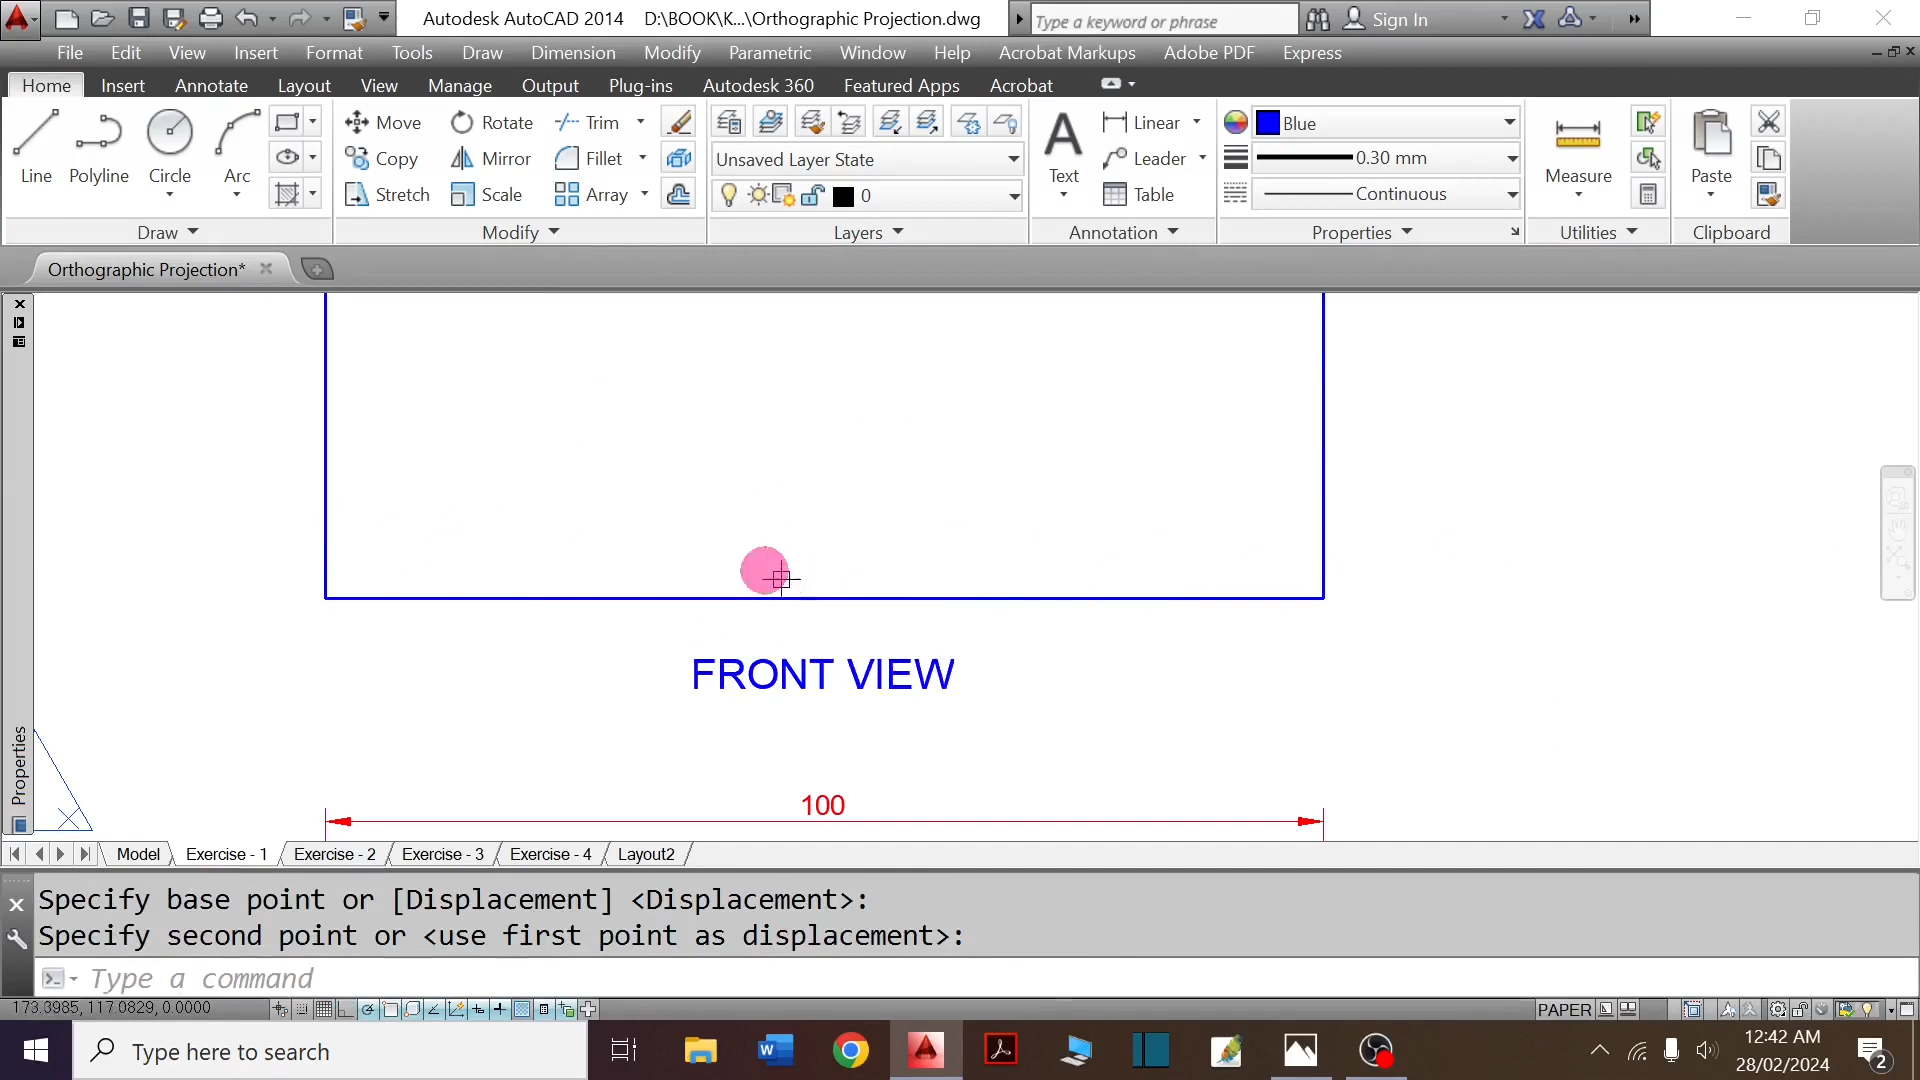 Autodesk AutoCAD 2014 D:\BOOK\K...\Orthographic Projection.dwg
Type a keyword or phrase
Sign In
File Edit View Insert Format Tools Draw Dimension Modify Parametric Window Help Acrobat Markups Adobe PDF Express
Home Insert Annotate Layout View Manage Output Plug-ins Autodesk 360 Featured Apps Acrobat
Line Polyline Circle Arc
Move Rotate Trim
Copy Mirror Fillet
Stretch Scale Array
Unsaved Layer State
0
Text
Linear
Leader
Table
Blue
0.30 mm
Continuous
Measure
Paste
Draw Modify Layers Annotation Properties Utilities Clipboard
Orthographic Projection*
Properties
FRONT VIEW
100
Model Exercise - 1 Exercise - 2 Exercise - 3 Exercise - 4 Layout2
Specify base point or [Displacement] <Displacement>:
Specify second point or <use first point as displacement>:
Type a command
173.3985, 117.0829, 0.0000
PAPER
Type here to search
12:42 AM
28/02/2024
2